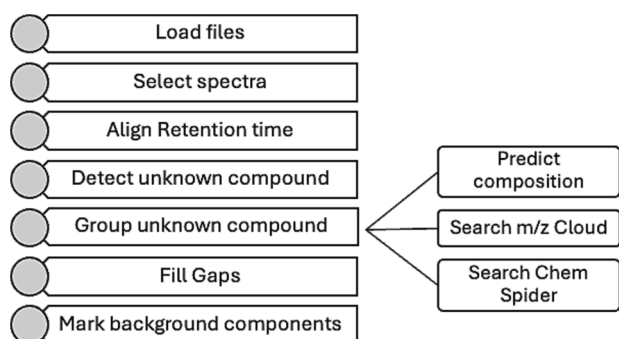 Load files
Select spectra
Align Retention time
Detect unknown compound
Group unknown compound
Fill Gaps
Mark background components
Predict
composition
Search m/z Cloud
Search Chem
Spider